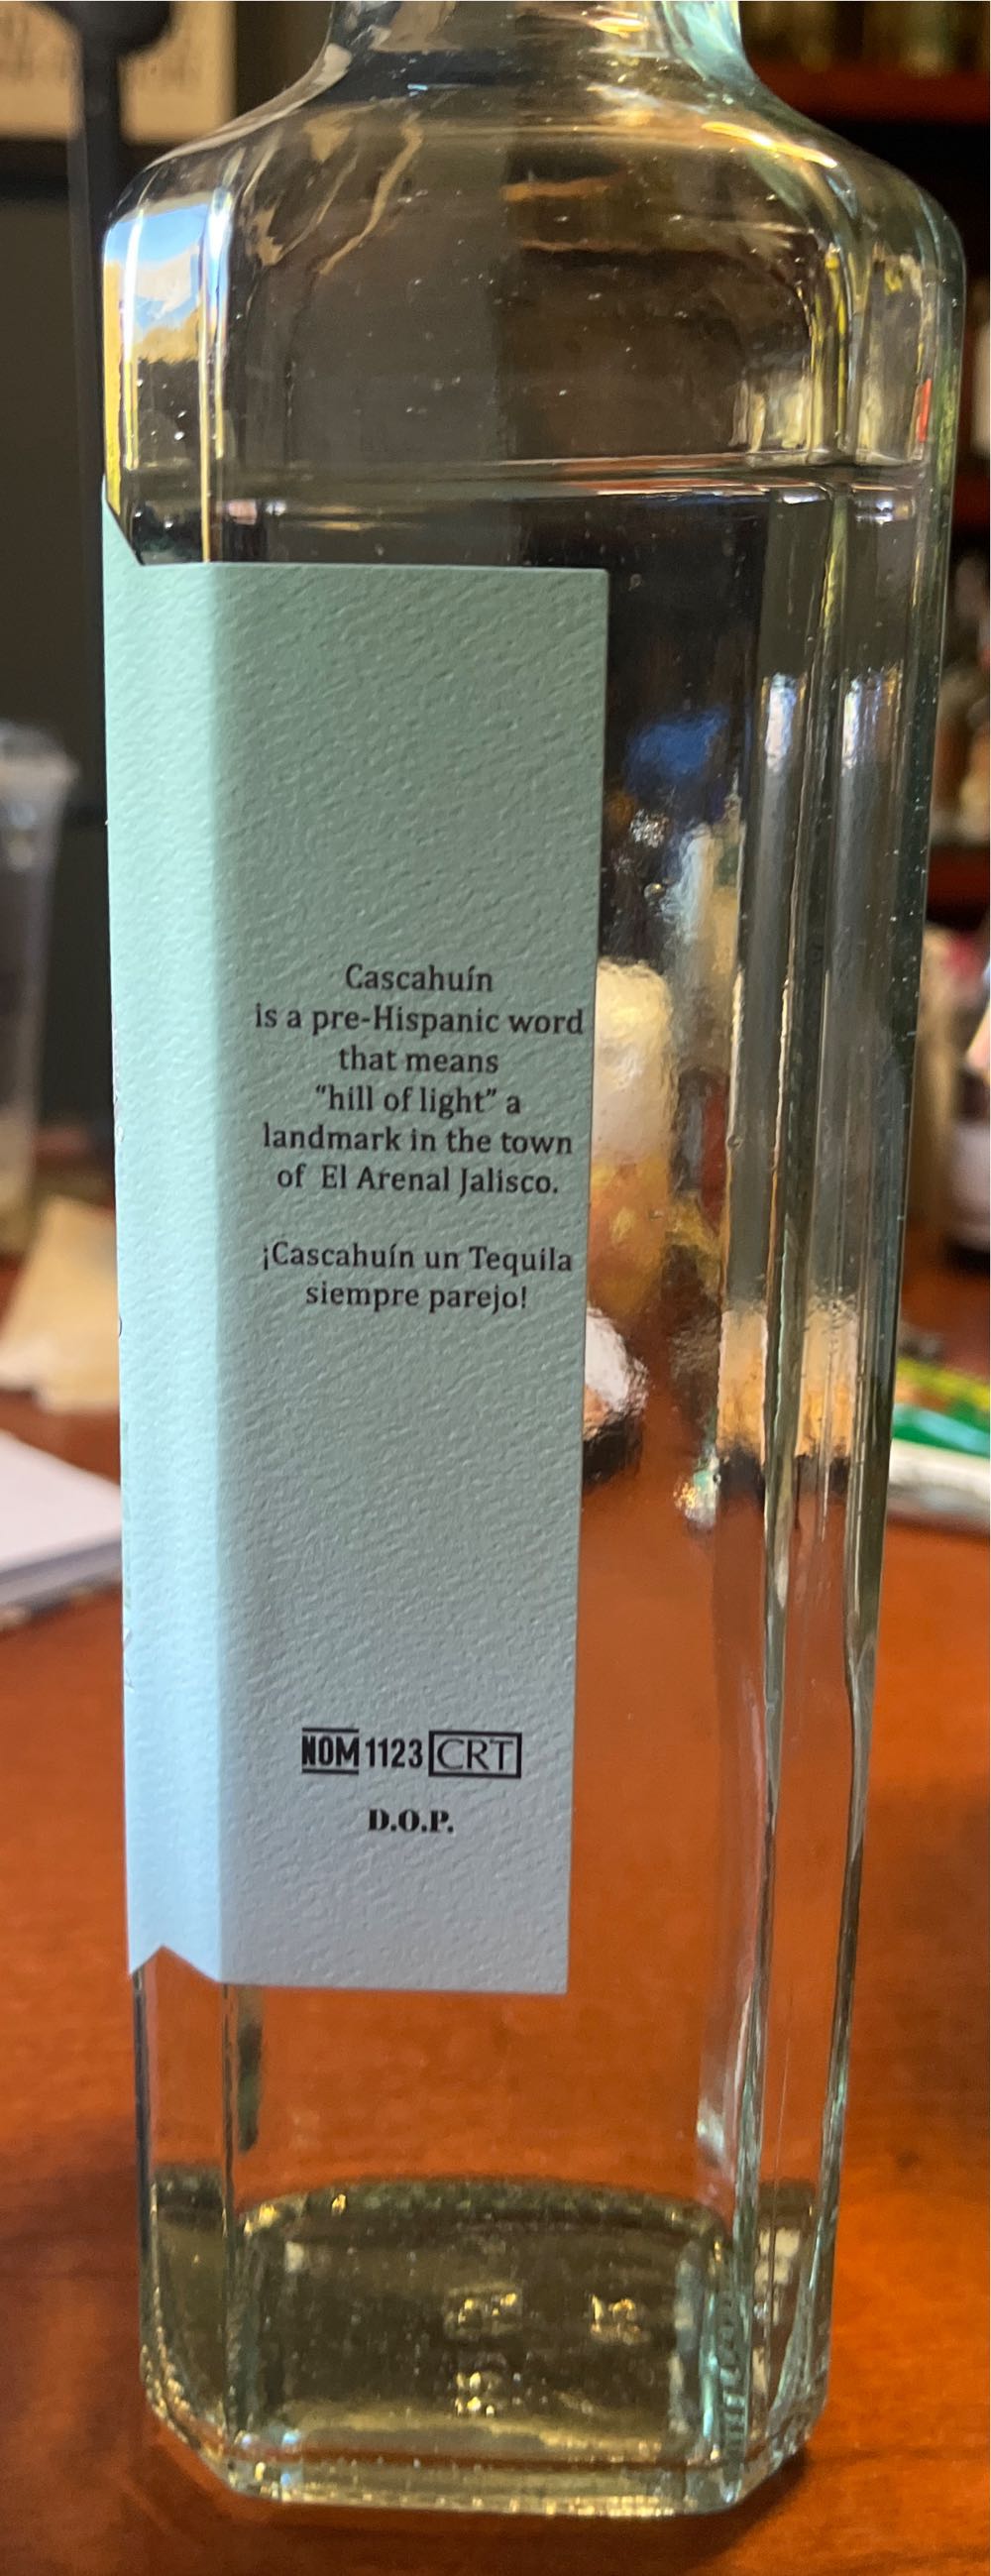 Cascahuín
is a pre-Hispanic word
that means
“hill of light” a
landmark in the town
of El Arenal Jalisco.
¡Cascahuín un Tequila
siempre parejo!
NOM 1123 CRT
D.O.P.